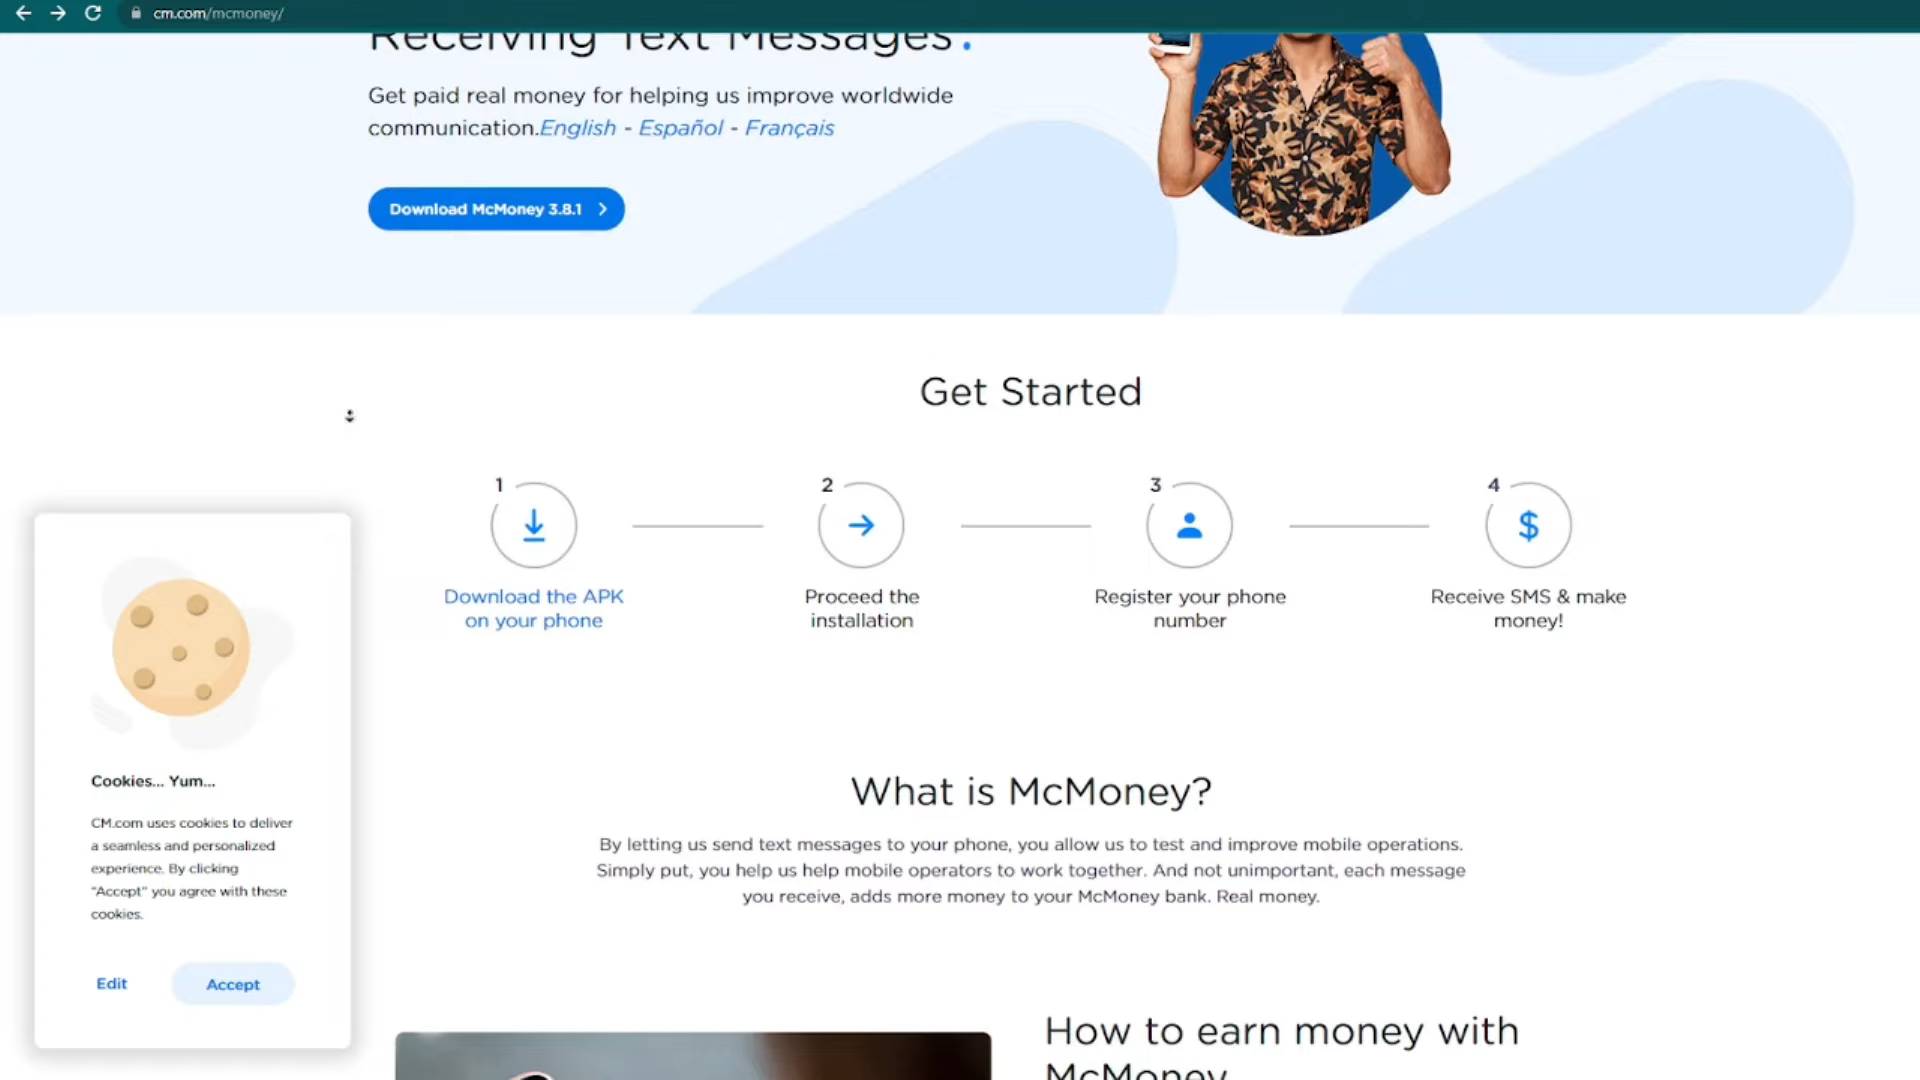 cm.com/mcmoney/
Receiving Text Messages.
Get paid real money for helping us improve worldwide
communication.English - Español - Français
Download McMoney 3.8.1
Get Started
1
2
3
4
Download the APK
on your phone
Proceed the
installation
Register your phone
number
Receive SMS & make
money!
What is McMoney?
By letting us send text messages to your phone, you allow us to test and improve mobile operations.
Simply put, you help us help mobile operators to work together. And not unimportant, each message
you receive, adds more money to your McMoney bank. Real money.
Cookies... Yum...
CM.com uses cookies to deliver
a seamless and personalized
experience. By clicking
"Accept" you agree with these
cookies.
Edit
Accept
How to earn money with
McMoney